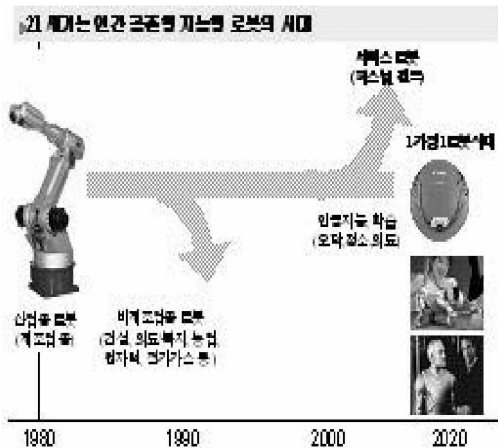 21 세기는 인간 공존형 지능형 로봇의 시대
서비스 로봇
(퍼스널 로봇)
1가정 1로봇시대
인공지능, 학습
(오락,청소,의료)
산업용 로봇
(제조업 용)
비제조업용 로봇
(건설, 의료복지, 농업,
원자력, 전기가스 등)
1980
1990
2000
2020